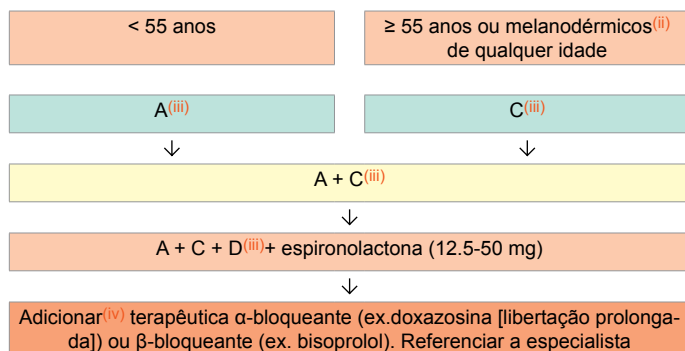 < 55 anos
≥ 55 anos ou melanodérmicos(ii)
de qualquer idade
A(iii)
C(iii)
A + C(iii)
A + C + D(iii)+ espironolactona (12.5-50 mg)
Adicionar(iv) terapêutica α-bloqueante (ex.doxazosina [libertação prolonga-
da]) ou β-bloqueante (ex. bisoprolol). Referenciar a especialista